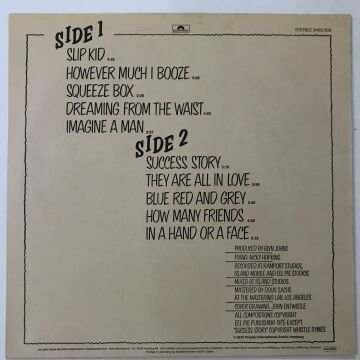 STEREO 2480 305
SIDE 1
SLIP KID
HOWEVER MUCH I BOOZE
SQUEEZE BOX
DREAMING FROM THE WAIST
IMAGINE A MAN
SIDE 2
SUCCESS STORY
THEY ARE ALL IN LOVE
BLUE RED AND GREY
HOW MANY FRIENDS
IN A HAND OR A FACE
PRODUCED BY GLYN JOHNS
PIANO: NICKY HOPKINS
RECORDED AT RAMPORT STUDIOS,
ISLAND MOBILE AND EEL PIE STUDIOS
MIXED AT ISLAND STUDIOS
MASTERED BY DOUG SACHS
AT THE MASTERING LAB, LOS ANGELES
COVER DRAWING: JOHN ENTWISTLE
ALL COMPOSITIONS COPYRIGHT
EEL PIE PUBLISHING 1975 EXCEPT
SUCCESS STORY COPYRIGHT WHISTLE RYMES